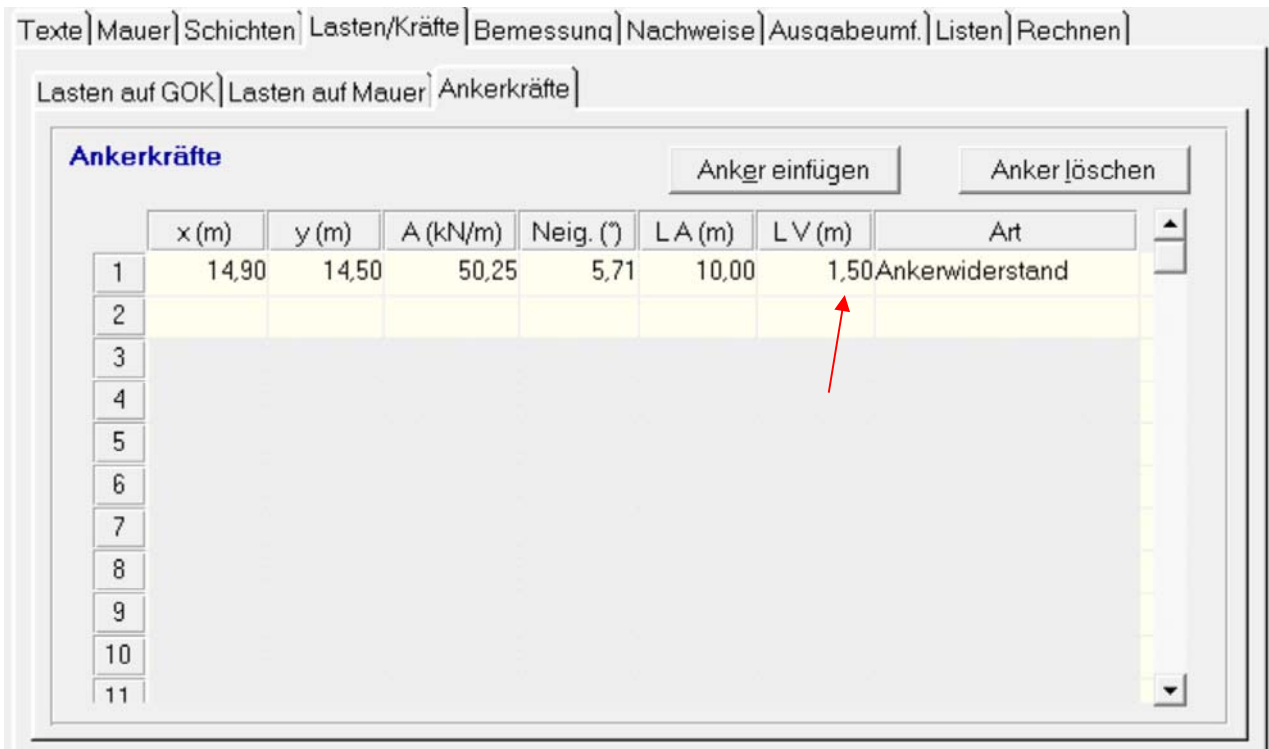 Texte Mauer Schichten Lasten/Kräfte Bemessung Nachweise Ausgabeumf. Listen Rechnen
Lasten auf GOK Lasten auf Mauer Ankerkräfte
Ankerkräfte Anker einfügen Anker löschen
x (m) y (m) A (kN/m) Neig. (°) L A (m) L V (m) Art
1 14,90 14,50 50,25 5,71 10,00 1,50 Ankerwiderstand
2
3
4
5
6
7
8
9
10
11